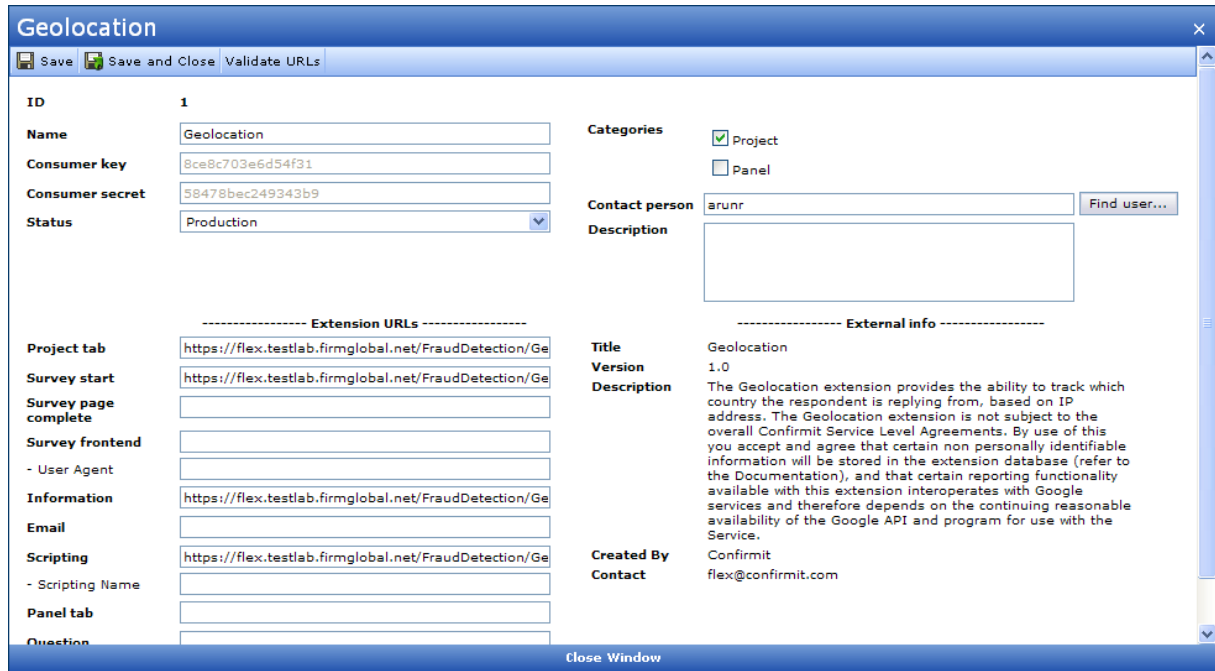 Geolocation
Save Save and Close Validate URLs
ID 1
Name Geolocation
Consumer key 8ce8c703e6d54f31
Consumer secret 58478bec249343b9
Status Production
Categories
Project
Panel
Contact person arunr Find user...
Description
----------------- Extension URLs -----------------
Project tab https://flex.testlab.firmglobal.net/FraudDetection/Ge
Survey start https://flex.testlab.firmglobal.net/FraudDetection/Ge
Survey page
complete
Survey frontend
- User Agent
Information https://flex.testlab.firmglobal.net/FraudDetection/Ge
Email
Scripting https://flex.testlab.firmglobal.net/FraudDetection/Ge
- Scripting Name
Panel tab
Question
----------------- External info -----------------
Title Geolocation
Version 1.0
Description The Geolocation extension provides the ability to track which
country the respondent is replying from, based on IP
address. The Geolocation extension is not subject to the
overall Confirmit Service Level Agreements. By use of this
you accept and agree that certain non personally identifiable
information will be stored in the extension database (refer to
the Documentation), and that certain reporting functionality
available with this extension interoperates with Google
services and therefore depends on the continuing reasonable
availability of the Google API and program for use with the
Service.
Created By Confirmit
Contact flex@confirmit.com
Close Window